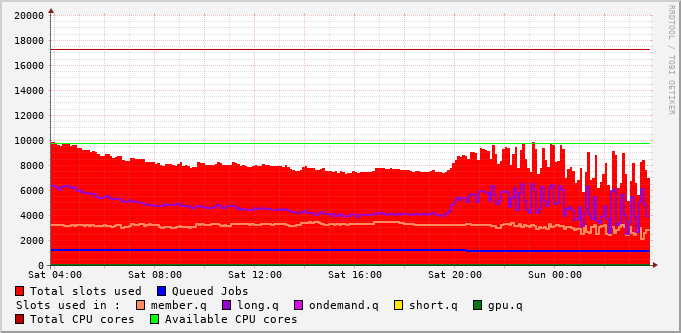 RRDTOOL / TOBI OETIKER
20000
18000
16000
14000
12000
10000
8000
6000
4000
2000
0
Sat 04:00 Sat 08:00 Sat 12:00 Sat 16:00 Sat 20:00 Sun 00:00
Total slots used Queued Jobs
Slots used in : member.q long.q ondemand.q short.q gpu.q
Total CPU cores Available CPU cores